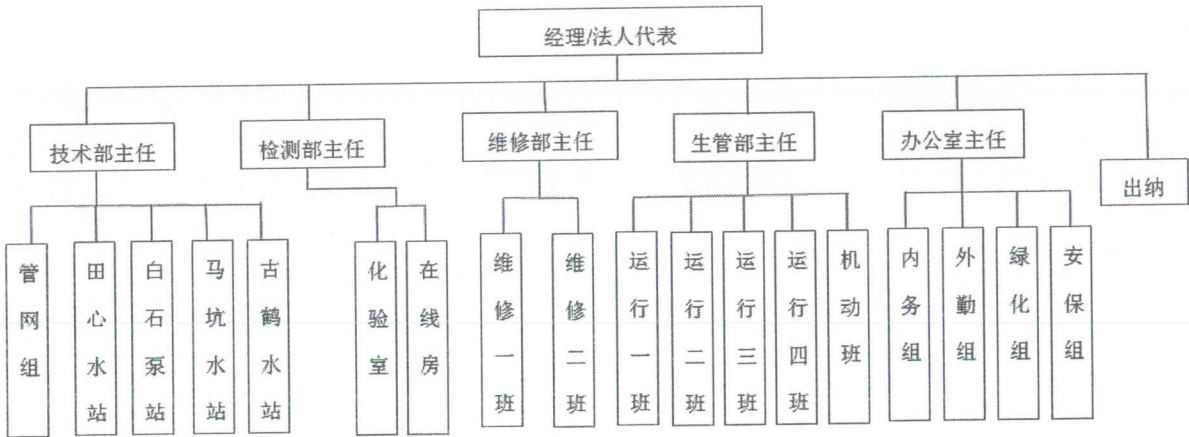 经理/法人代表
技术部主任
检测部主任
维修部主任
生管部主任
办公室主任
出纳
管网组
田心水站
白石泵站
马坑水站
古鹤水站
化验室
在线房
维修一班
维修二班
运行一班
运行二班
运行三班
运行四班
机动班
内务组
外勤组
绿化组
安保组